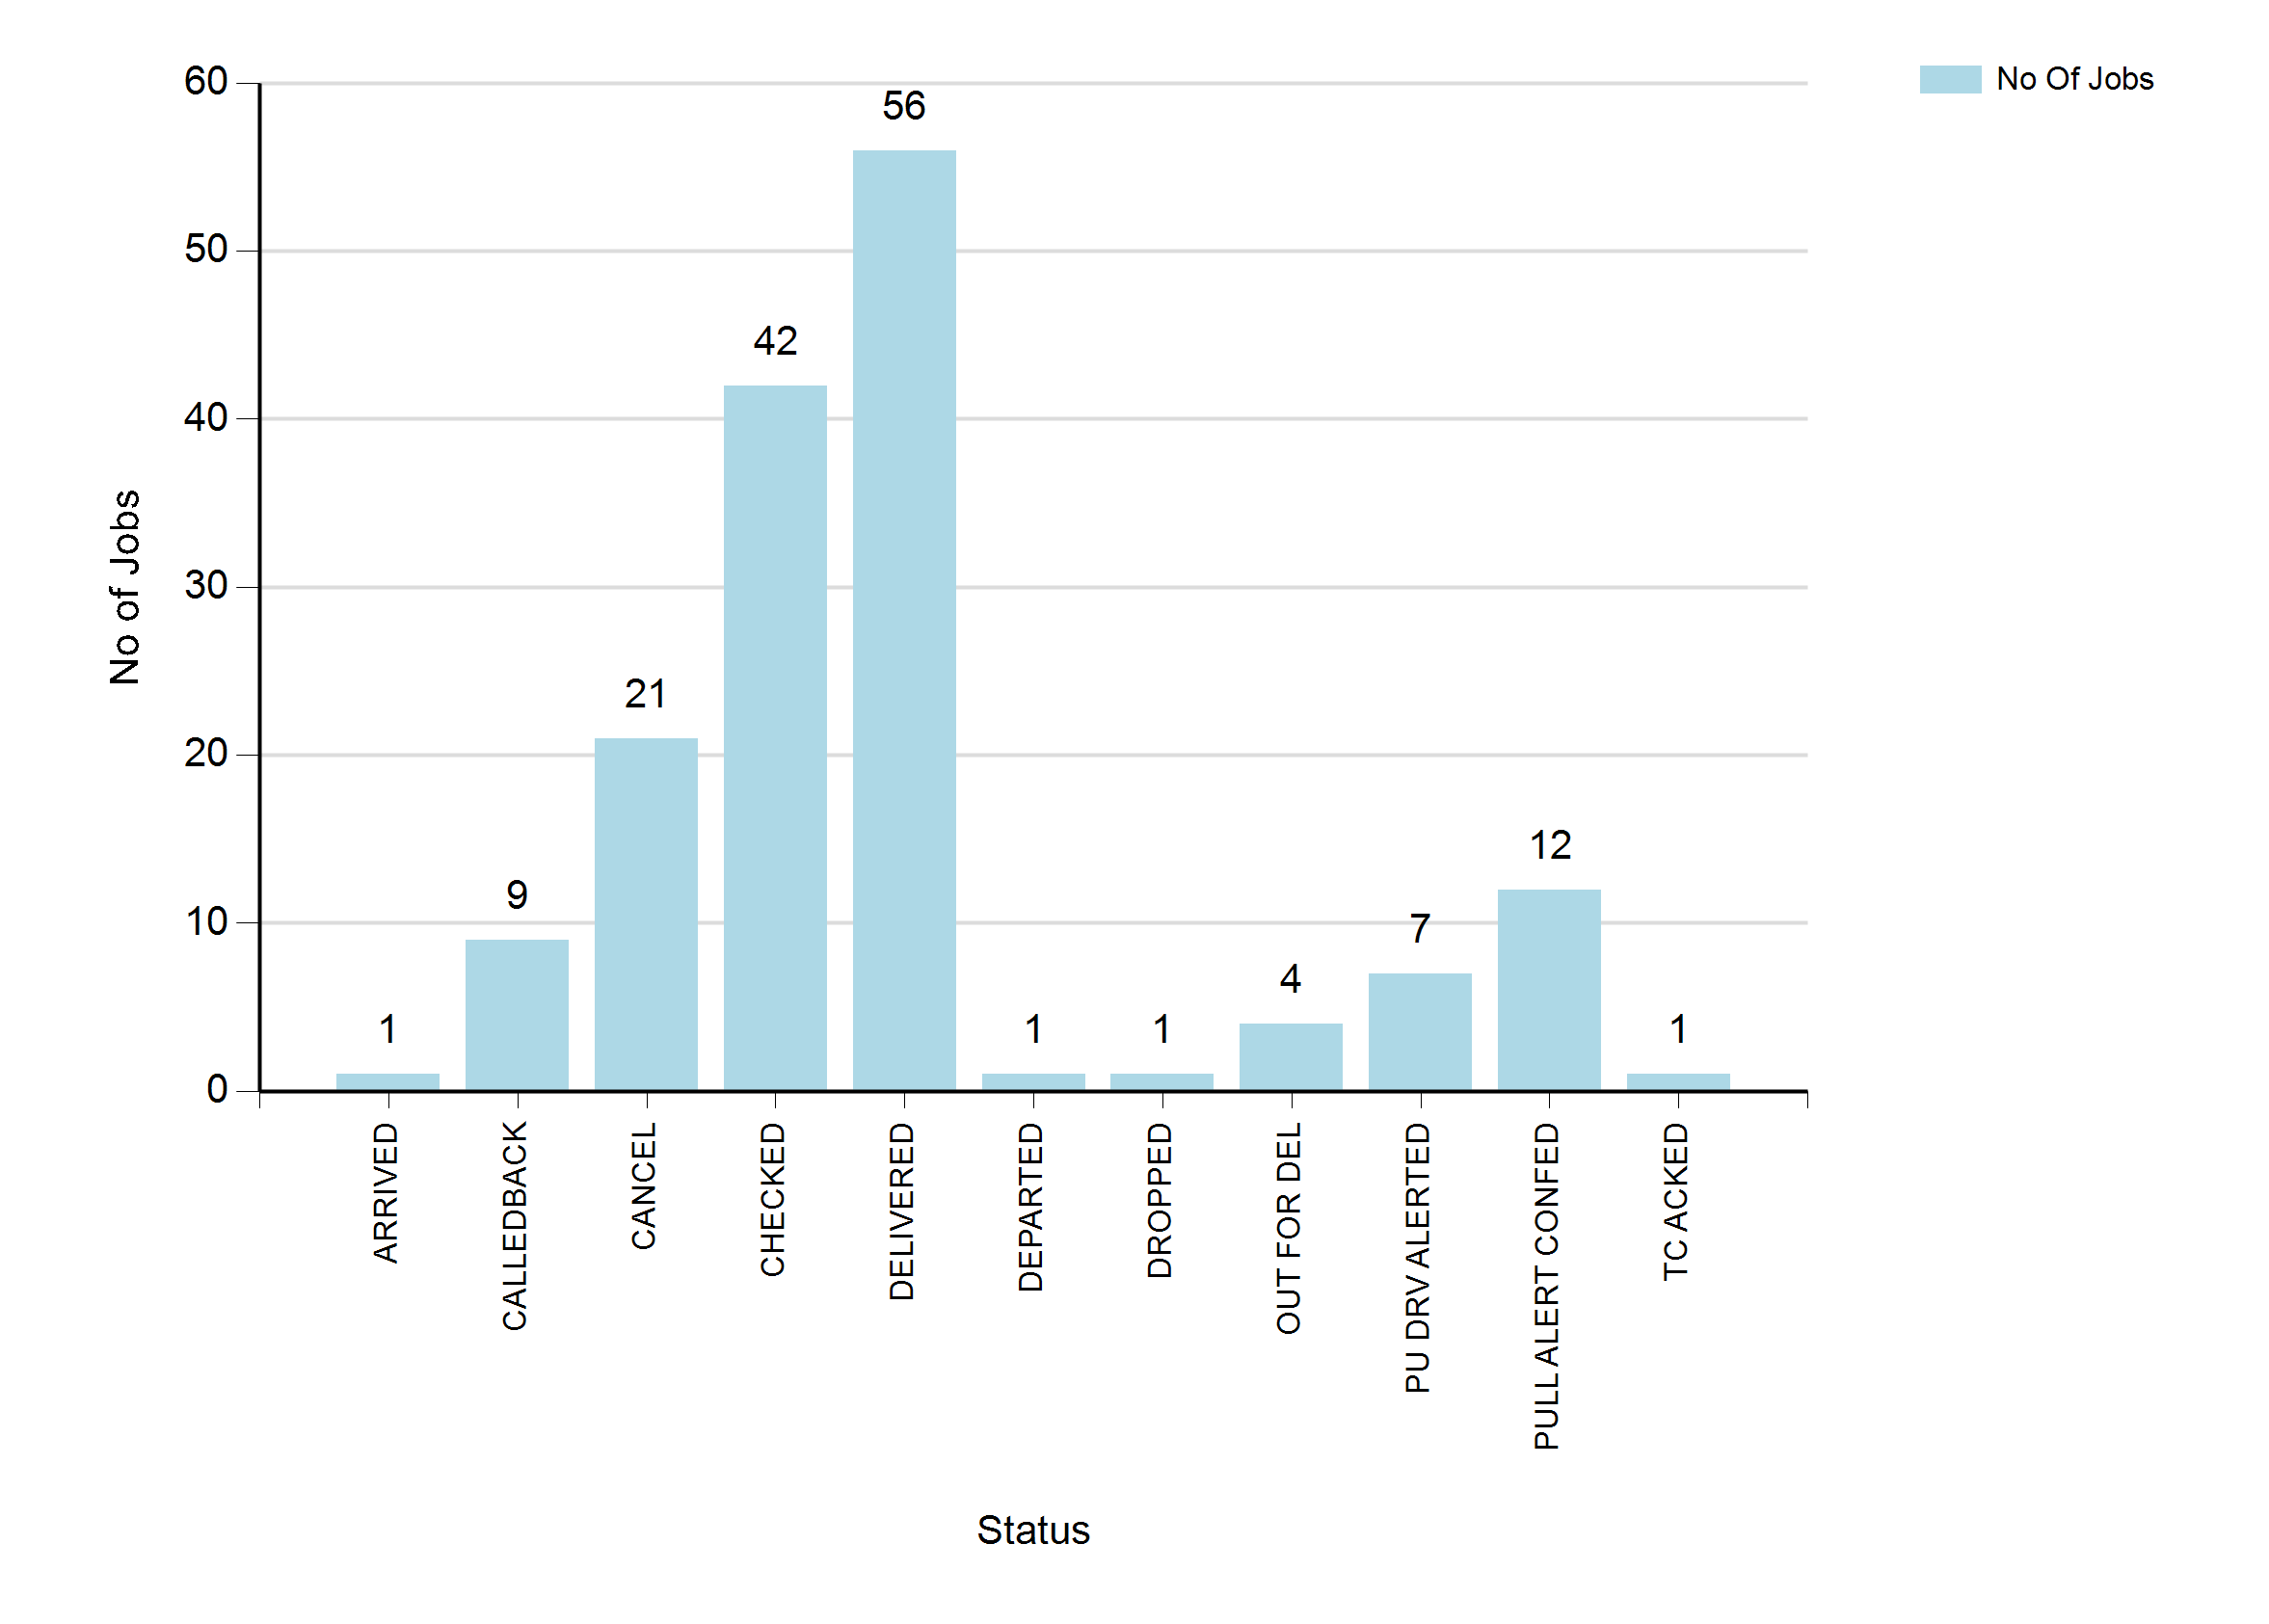 No Of Jobs
60
50
40
30
20
10
0
No of Jobs
1
9
21
42
56
1
1
4
7
12
1
ARRIVED
CALLEDBACK
CANCEL
CHECKED
DELIVERED
DEPARTED
DROPPED
OUT FOR DEL
PU DRV ALERTED
PULL ALERT CONFED
TC ACKED
Status